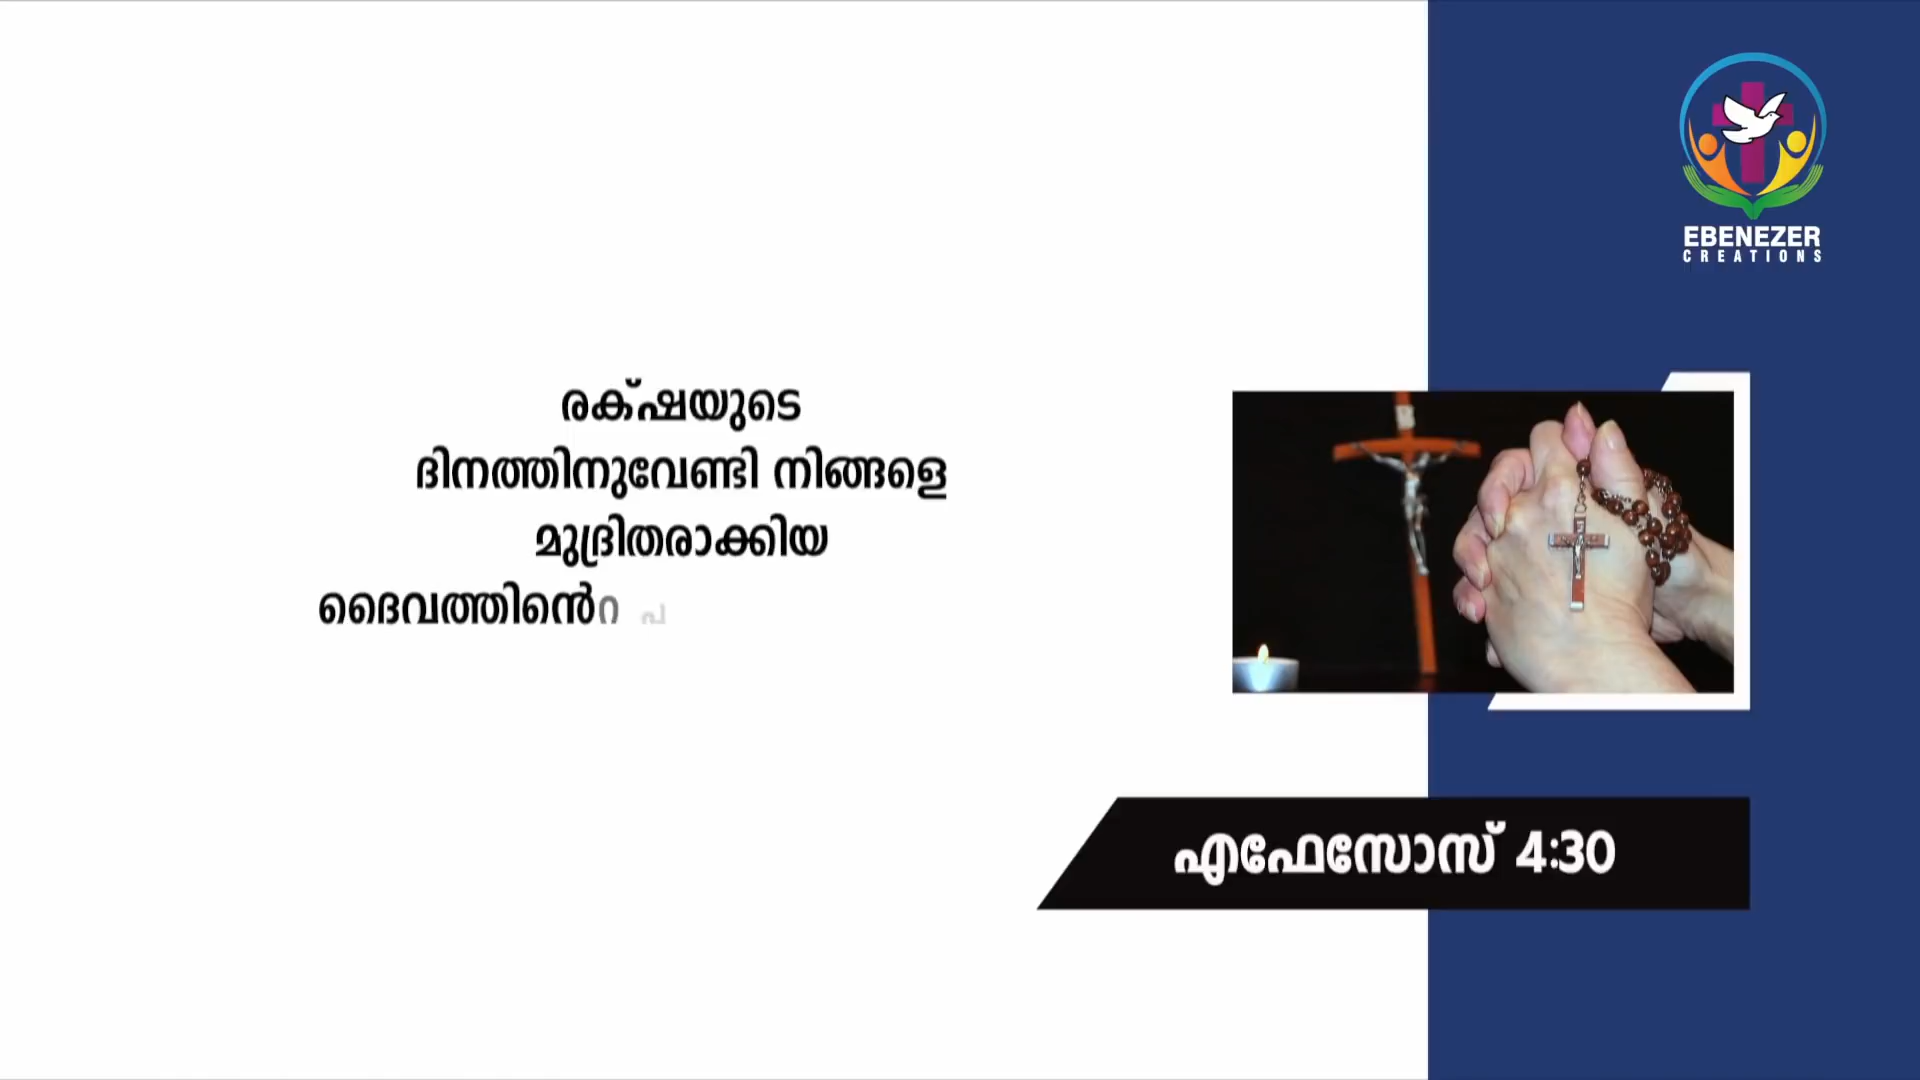 EBENEZER
CREATIONS
രക്ഷയുടെ
ദിനത്തിനുവേണ്ടി നിങ്ങളെ
മുദ്രിതരാക്കിയ
ദൈവത്തിൻെറ പ
എഫേസോസ് 4:30